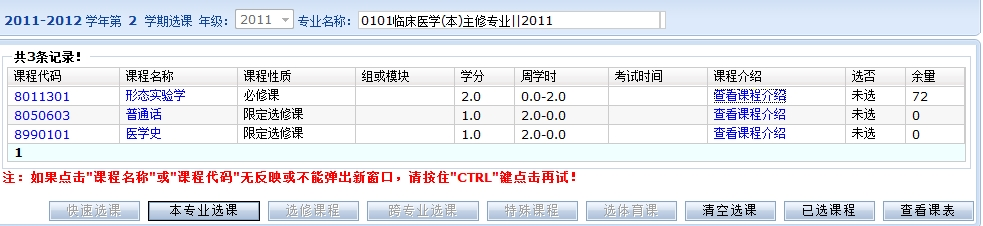 2011-2012 学年第 2 学期选课 年级: 2011 专业名称: 0101临床医学(本)主修专业||2011
共3条记录!
课程代码 课程名称 课程性质 组或模块 学分 周学时 考试时间 课程介绍 选否 余量
8011301 形态实验学 必修课 2.0 0.0-2.0 查看课程介绍 未选 72
8050603 普通话 限定选修课 1.0 2.0-0.0 查看课程介绍 未选 0
8990101 医学史 限定选修课 1.0 2.0-0.0 查看课程介绍 未选 0
1
注: 如果点击"课程名称"或"课程代码"无反映或不能弹出新窗口，请按住"CTRL"键点击再试!
快速选课 本专业选课 选修课程 跨专业选课 特殊课程 选体育课 清空选课 已选课程 查看课表